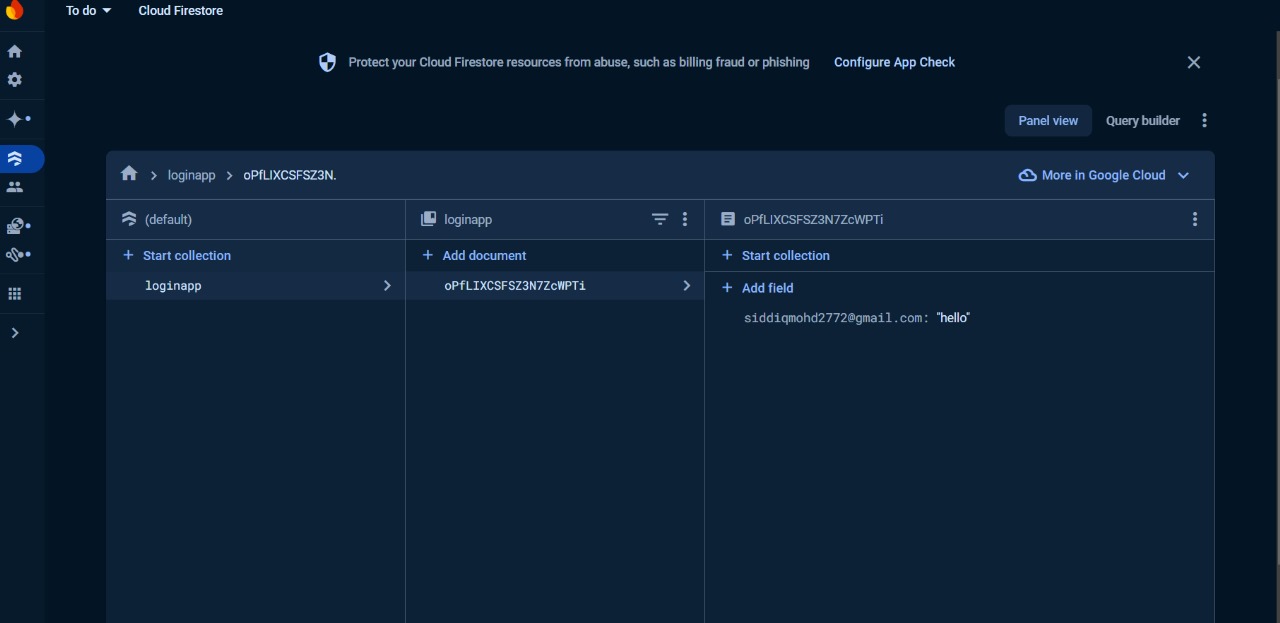 To do Cloud Firestore
Protect your Cloud Firestore resources from abuse, such as billing fraud or phishing Configure App Check
Panel view Query builder
loginapp oPfLIXCSFSZ3N.
More in Google Cloud
(default) loginapp oPfLIXCSFSZ3N7ZcWPTi
Start collection Add document Start collection
loginapp oPfLIXCSFSZ3N7ZcWPTi Add field
siddiqmohd2772@gmail.com: "hello"